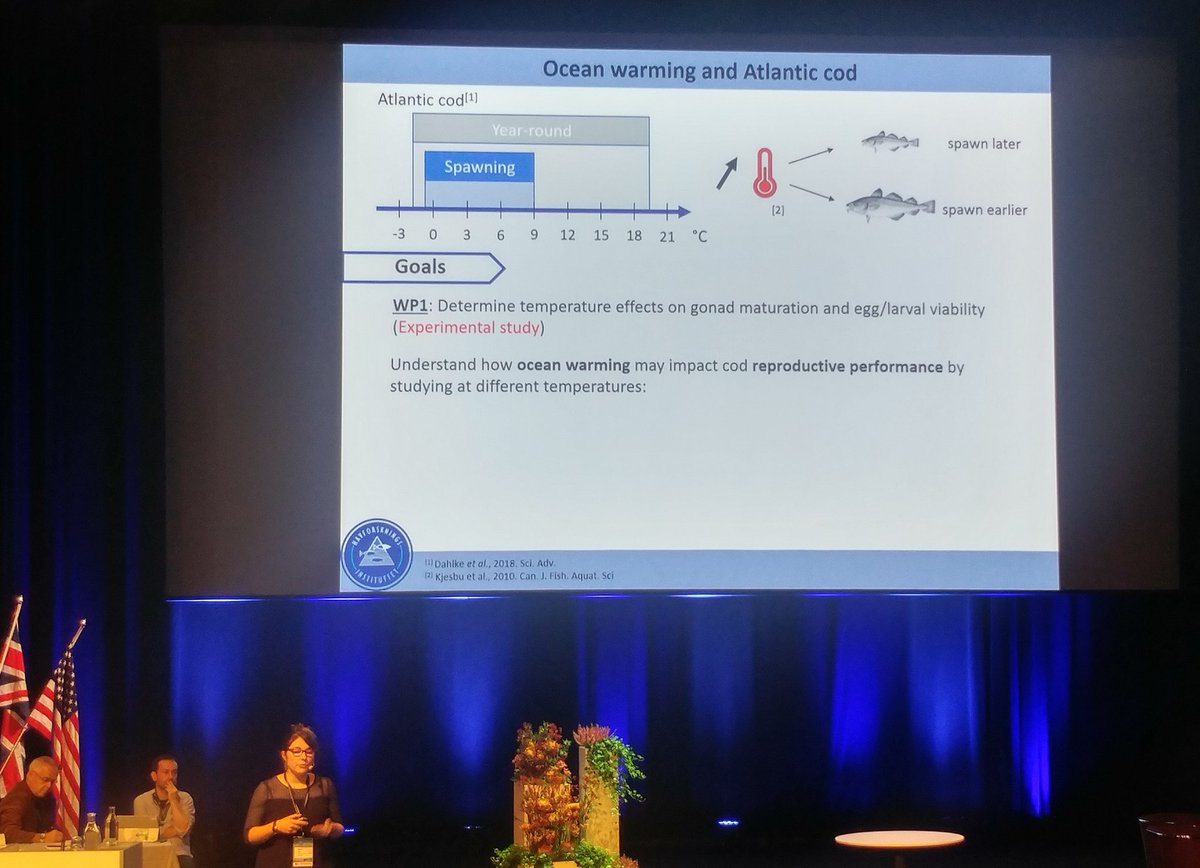 Ocean warming and Atlantic cod
Atlantic cod[1]
Year-round
Spawning
-3 0 3 6 9 12 15 18 21 °C
[2]
spawn later
spawn earlier
Goals
WP1: Determine temperature effects on gonad maturation and egg/larval viability
(Experimental study)
Understand how ocean warming may impact cod reproductive performance by
studying at different temperatures:
HAVFORSKNINGS
INSTITUTTET
[1] Dahlke et al., 2018. Sci. Adv.
[2] Kjesbu et al., 2010. Can. J. Fish. Aquat. Sci